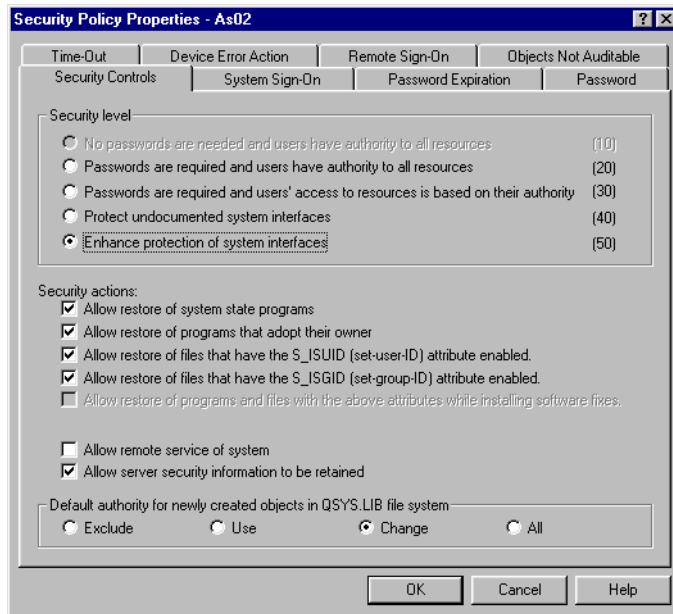 Security Policy Properties - As02
Time-Out Device Error Action Remote Sign-On Objects Not Auditable
Security Controls System Sign-On Password Expiration Password
Security level
No passwords are needed and users have authority to all resources (10)
Passwords are required and users have authority to all resources (20)
Passwords are required and users' access to resources is based on their authority (30)
Protect undocumented system interfaces (40)
Enhance protection of system interfaces (50)
Security actions:
Allow restore of system state programs
Allow restore of programs that adopt their owner
Allow restore of files that have the S_ISUID (set-user-ID) attribute enabled.
Allow restore of files that have the S_ISGID (set-group-ID) attribute enabled.
Allow restore of programs and files with the above attributes while installing software fixes.
Allow remote service of system
Allow server security information to be retained
Default authority for newly created objects in QSYS.LIB file system
Exclude Use Change All
OK Cancel Help